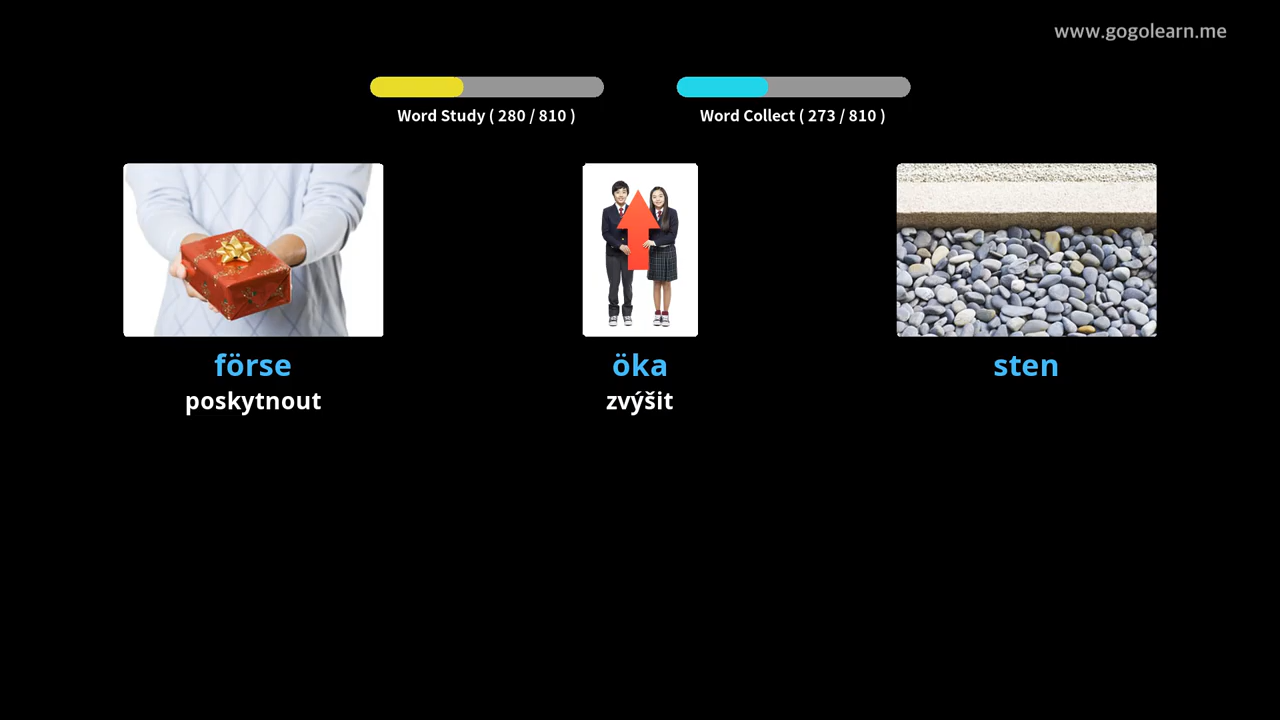 www.gogolearn.me
Word Study ( 280 / 810 )
Word Collect ( 273 / 810 )
förse
öka
sten
poskytnout
zvýšit